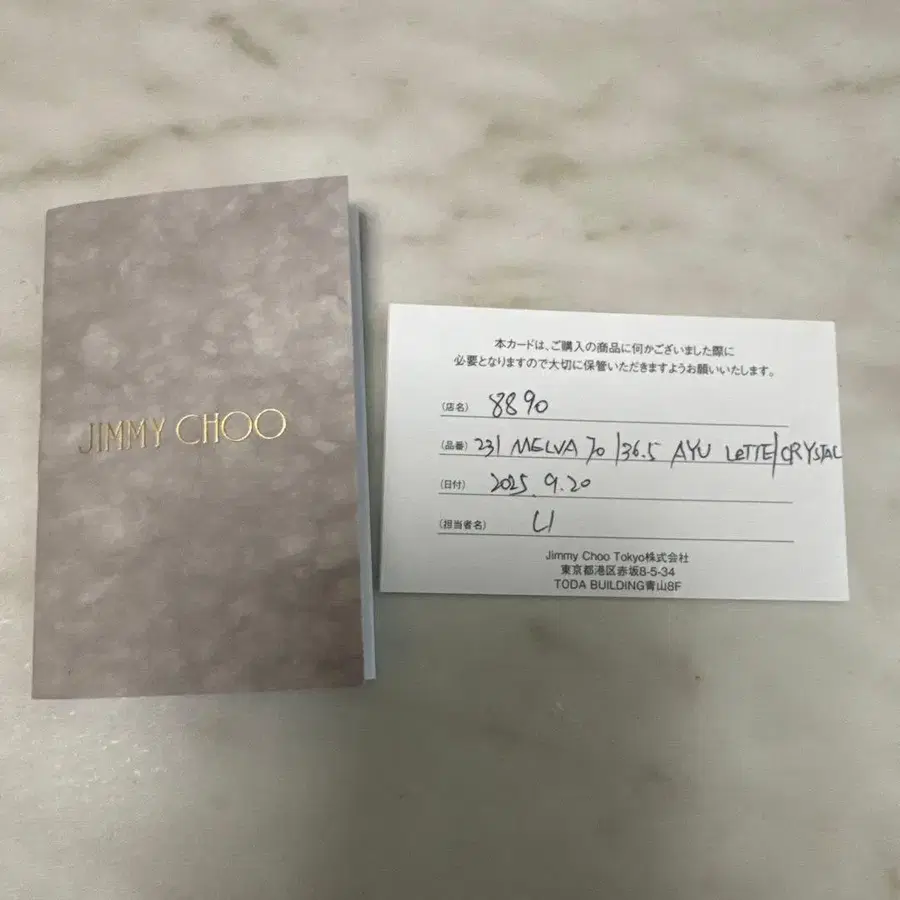 JIMMY CHOO
本カードは、ご購入の商品に何かございました際に
必要となりますので大切に保管いただきますようお願いいたします。
(店名) 8890
(品番) 231 MELVA 70/36.5 AYU LETTE/CRYSTAL
(日付) 2025.9.20
(担当者名) LI
Jimmy Choo Tokyo株式会社
東京都港区赤坂8-5-34
TODA BUILDING青山8F